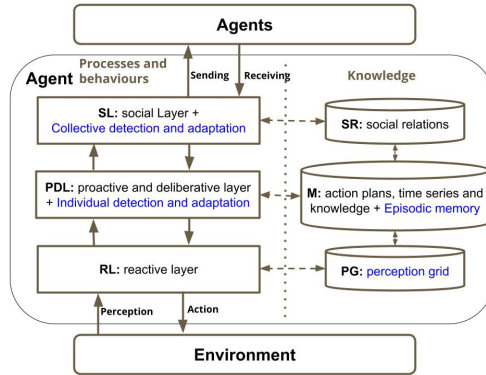 Agents
Processes and
behaviours
Agent
Sending
Receiving
Knowledge
SL: social Layer +
Collective detection and adaptation
SR: social relations
PDL: proactive and deliberative layer
+ Individual detection and adaptation
M: action plans, time series and
knowledge + Episodic memory
RL: reactive layer
PG: perception grid
Perception
Action
Environment